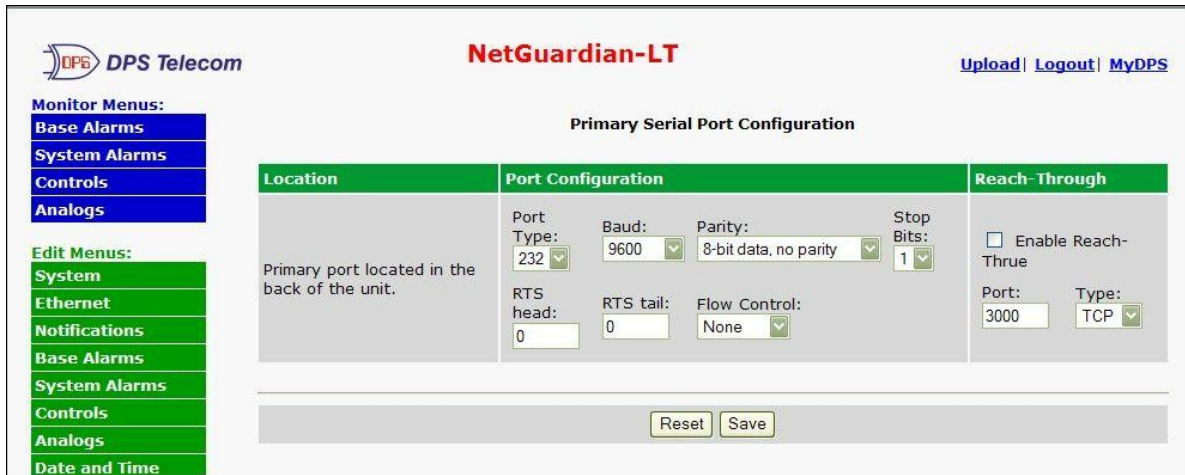 DPS DPS Telecom
NetGuardian-LT
Upload| Logout| MyDPS
Monitor Menus:
Base Alarms
System Alarms
Controls
Analogs
Edit Menus:
System
Ethernet
Notifications
Base Alarms
System Alarms
Controls
Analogs
Date and Time
Primary Serial Port Configuration
Location
Port Configuration
Reach-Through
Primary port located in the
back of the unit.
Port
Type:
232
Baud:
9600
Parity:
8-bit data, no parity
Stop
Bits:
1
RTS
head:
0
RTS tail:
0
Flow Control:
None
Enable Reach-
Thrue
Port:
3000
Type:
TCP
Reset Save